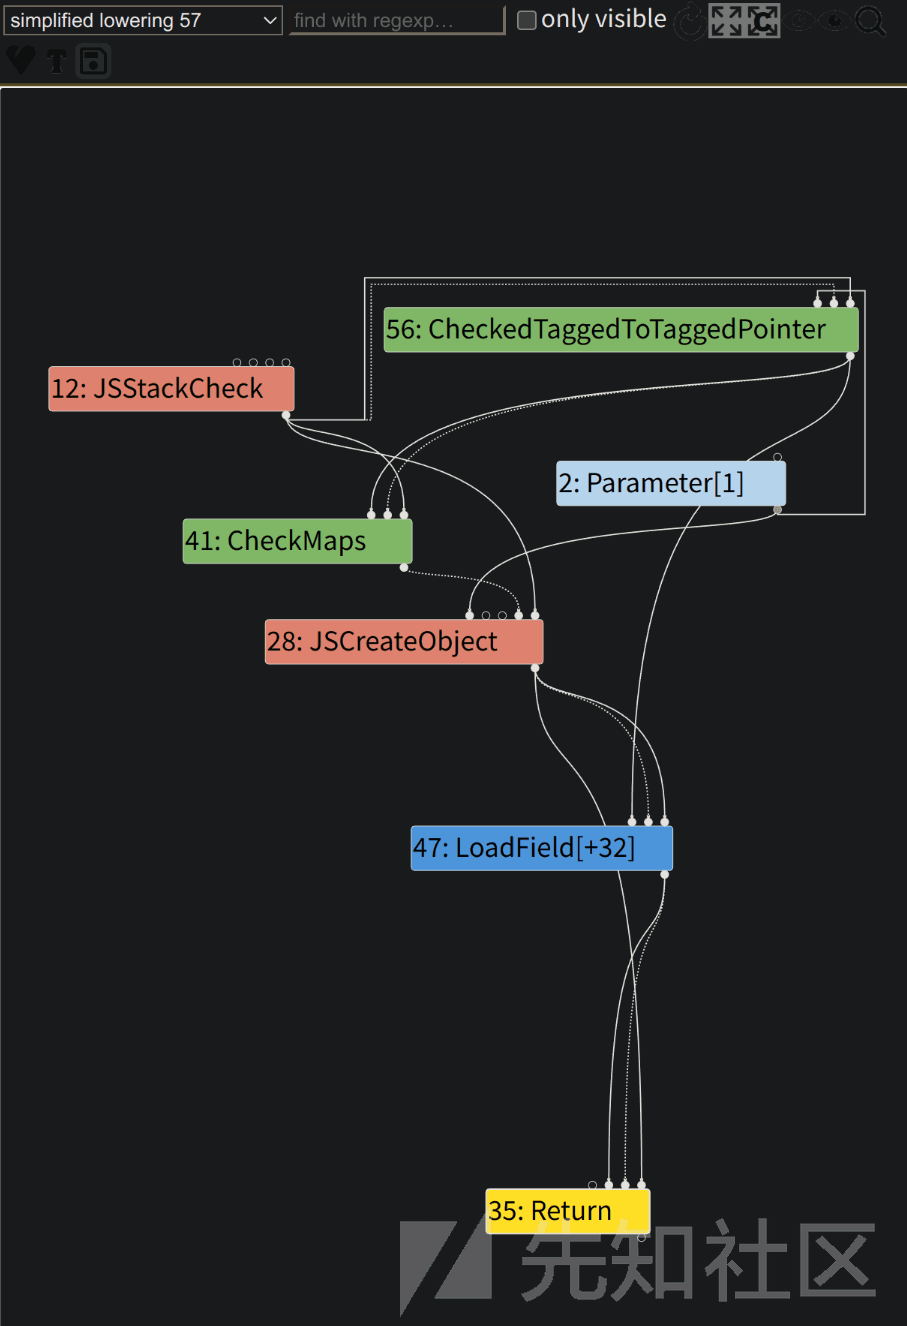 simplified lowering 57
find with regexp...
only visible
56: CheckedTaggedToTaggedPointer
12: JSStackCheck
2: Parameter[1]
41: CheckMaps
28: JSCreateObject
47: LoadField[+32]
35: Return
先知社区